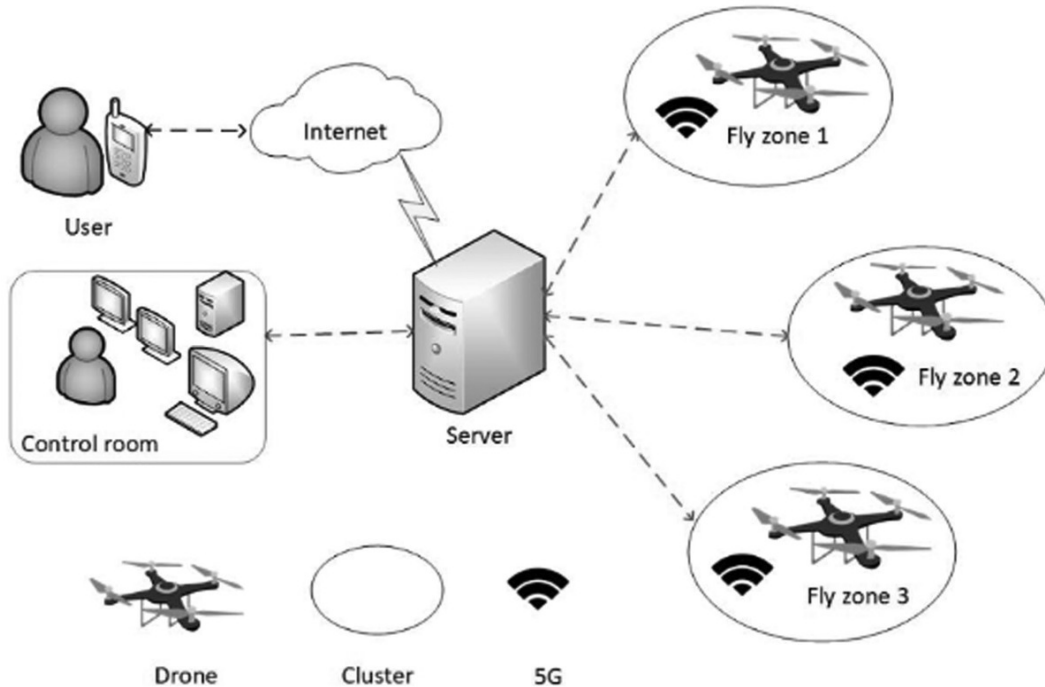 Internet
Fly zone 1
User
Fly zone 2
Server
Control room
Fly zone 3
Drone
Cluster
5G